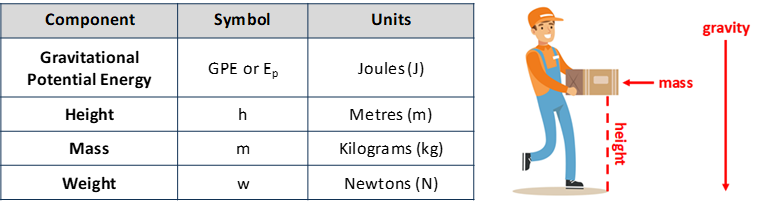 Component Symbol Units
Gravitational
Potential Energy
GPE or Ep
Joules (J)
Height h Metres (m)
Mass m Kilograms (kg)
Weight w Newtons (N)
gravity
mass
height